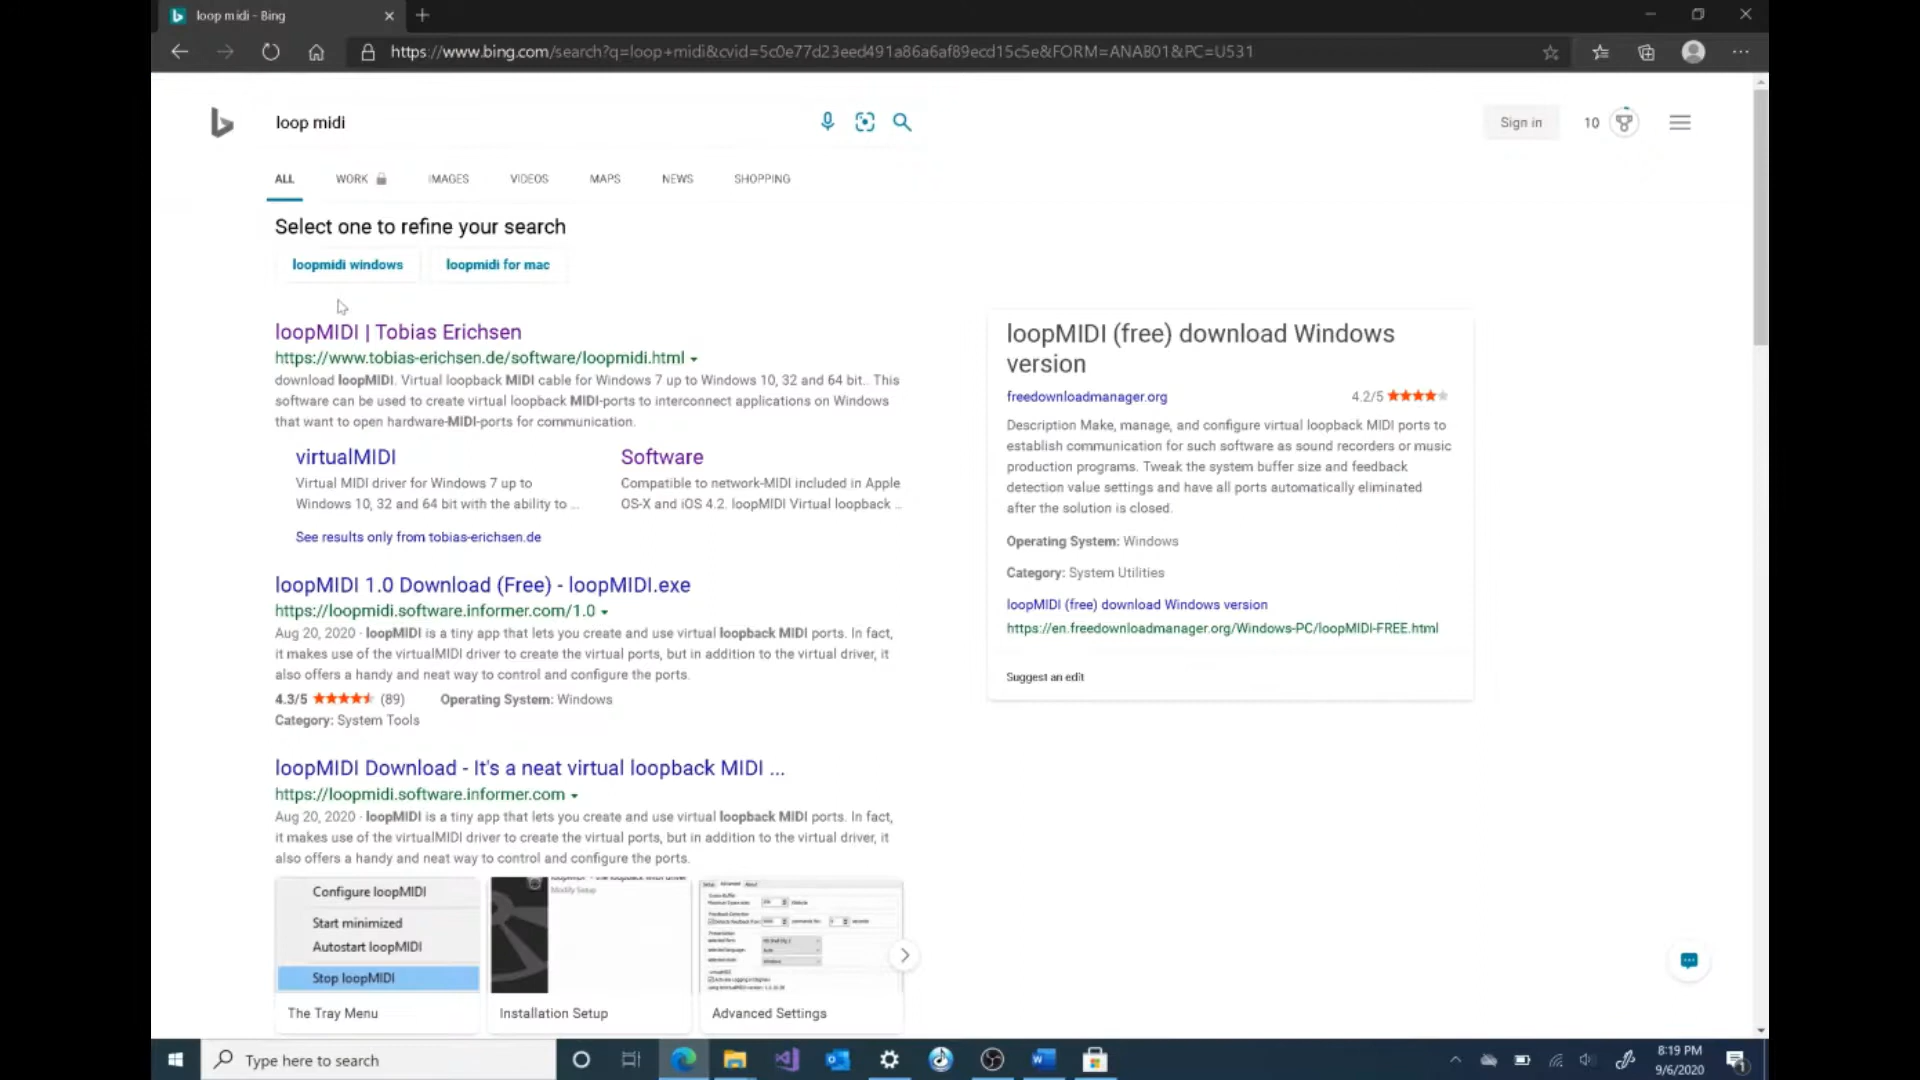 loop midi - Bing
https://www.bing.com/search?q=loop+midi&cvid=5c0e77d23eed491a86a6af89ecd15c5e&FORM=ANAB01&PC=U531
loop midi
Sign in
10
ALL WORK IMAGES VIDEOS MAPS NEWS SHOPPING
Select one to refine your search
loopmidi windows
loopmidi for mac
loopMIDI | Tobias Erichsen
https://www.tobias-erichsen.de/software/loopmidi.html
download loopMIDI. Virtual loopback MIDI cable for Windows 7 up to Windows 10, 32 and 64 bit.. This
software can be used to create virtual loopback MIDI-ports to interconnect applications on Windows
that want to open hardware-MIDI-ports for communication.
virtualMIDI
Virtual MIDI driver for Windows 7 up to
Windows 10, 32 and 64 bit with the ability to ...
Software
Compatible to network-MIDI included in Apple
OS-X and iOS 4.2. loopMIDI Virtual loopback ...
See results only from tobias-erichsen.de
loopMIDI 1.0 Download (Free) - loopMIDI.exe
https://loopmidi.software.informer.com/1.0
Aug 20, 2020 · loopMIDI is a tiny app that lets you create and use virtual loopback MIDI ports. In fact,
it makes use of the virtualMIDI driver to create the virtual ports, but in addition to the virtual driver, it
also offers a handy and neat way to control and configure the ports.
4.3/5 (89) Operating System: Windows
Category: System Tools
loopMIDI Download - It's a neat virtual loopback MIDI ...
https://loopmidi.software.informer.com
Aug 20, 2020 · loopMIDI is a tiny app that lets you create and use virtual loopback MIDI ports. In fact,
it makes use of the virtualMIDI driver to create the virtual ports, but in addition to the virtual driver, it
also offers a handy and neat way to control and configure the ports.
Configure loopMIDI
Start minimized
Autostart loopMIDI
Stop loopMIDI
The Tray Menu
Modify Setup
Installation Setup
Advanced Settings
loopMIDI (free) download Windows
version
freedownloadmanager.org
4.2/5
Description Make, manage, and configure virtual loopback MIDI ports to
establish communication for such software as sound recorders or music
production programs. Tweak the system buffer size and feedback
detection value settings and have all ports automatically eliminated
after the solution is closed.
Operating System: Windows
Category: System Utilities
loopMIDI (free) download Windows version
https://en.freedownloadmanager.org/Windows-PC/loopMIDI-FREE.html
Suggest an edit
Type here to search
8:19 PM
9/6/2020
1